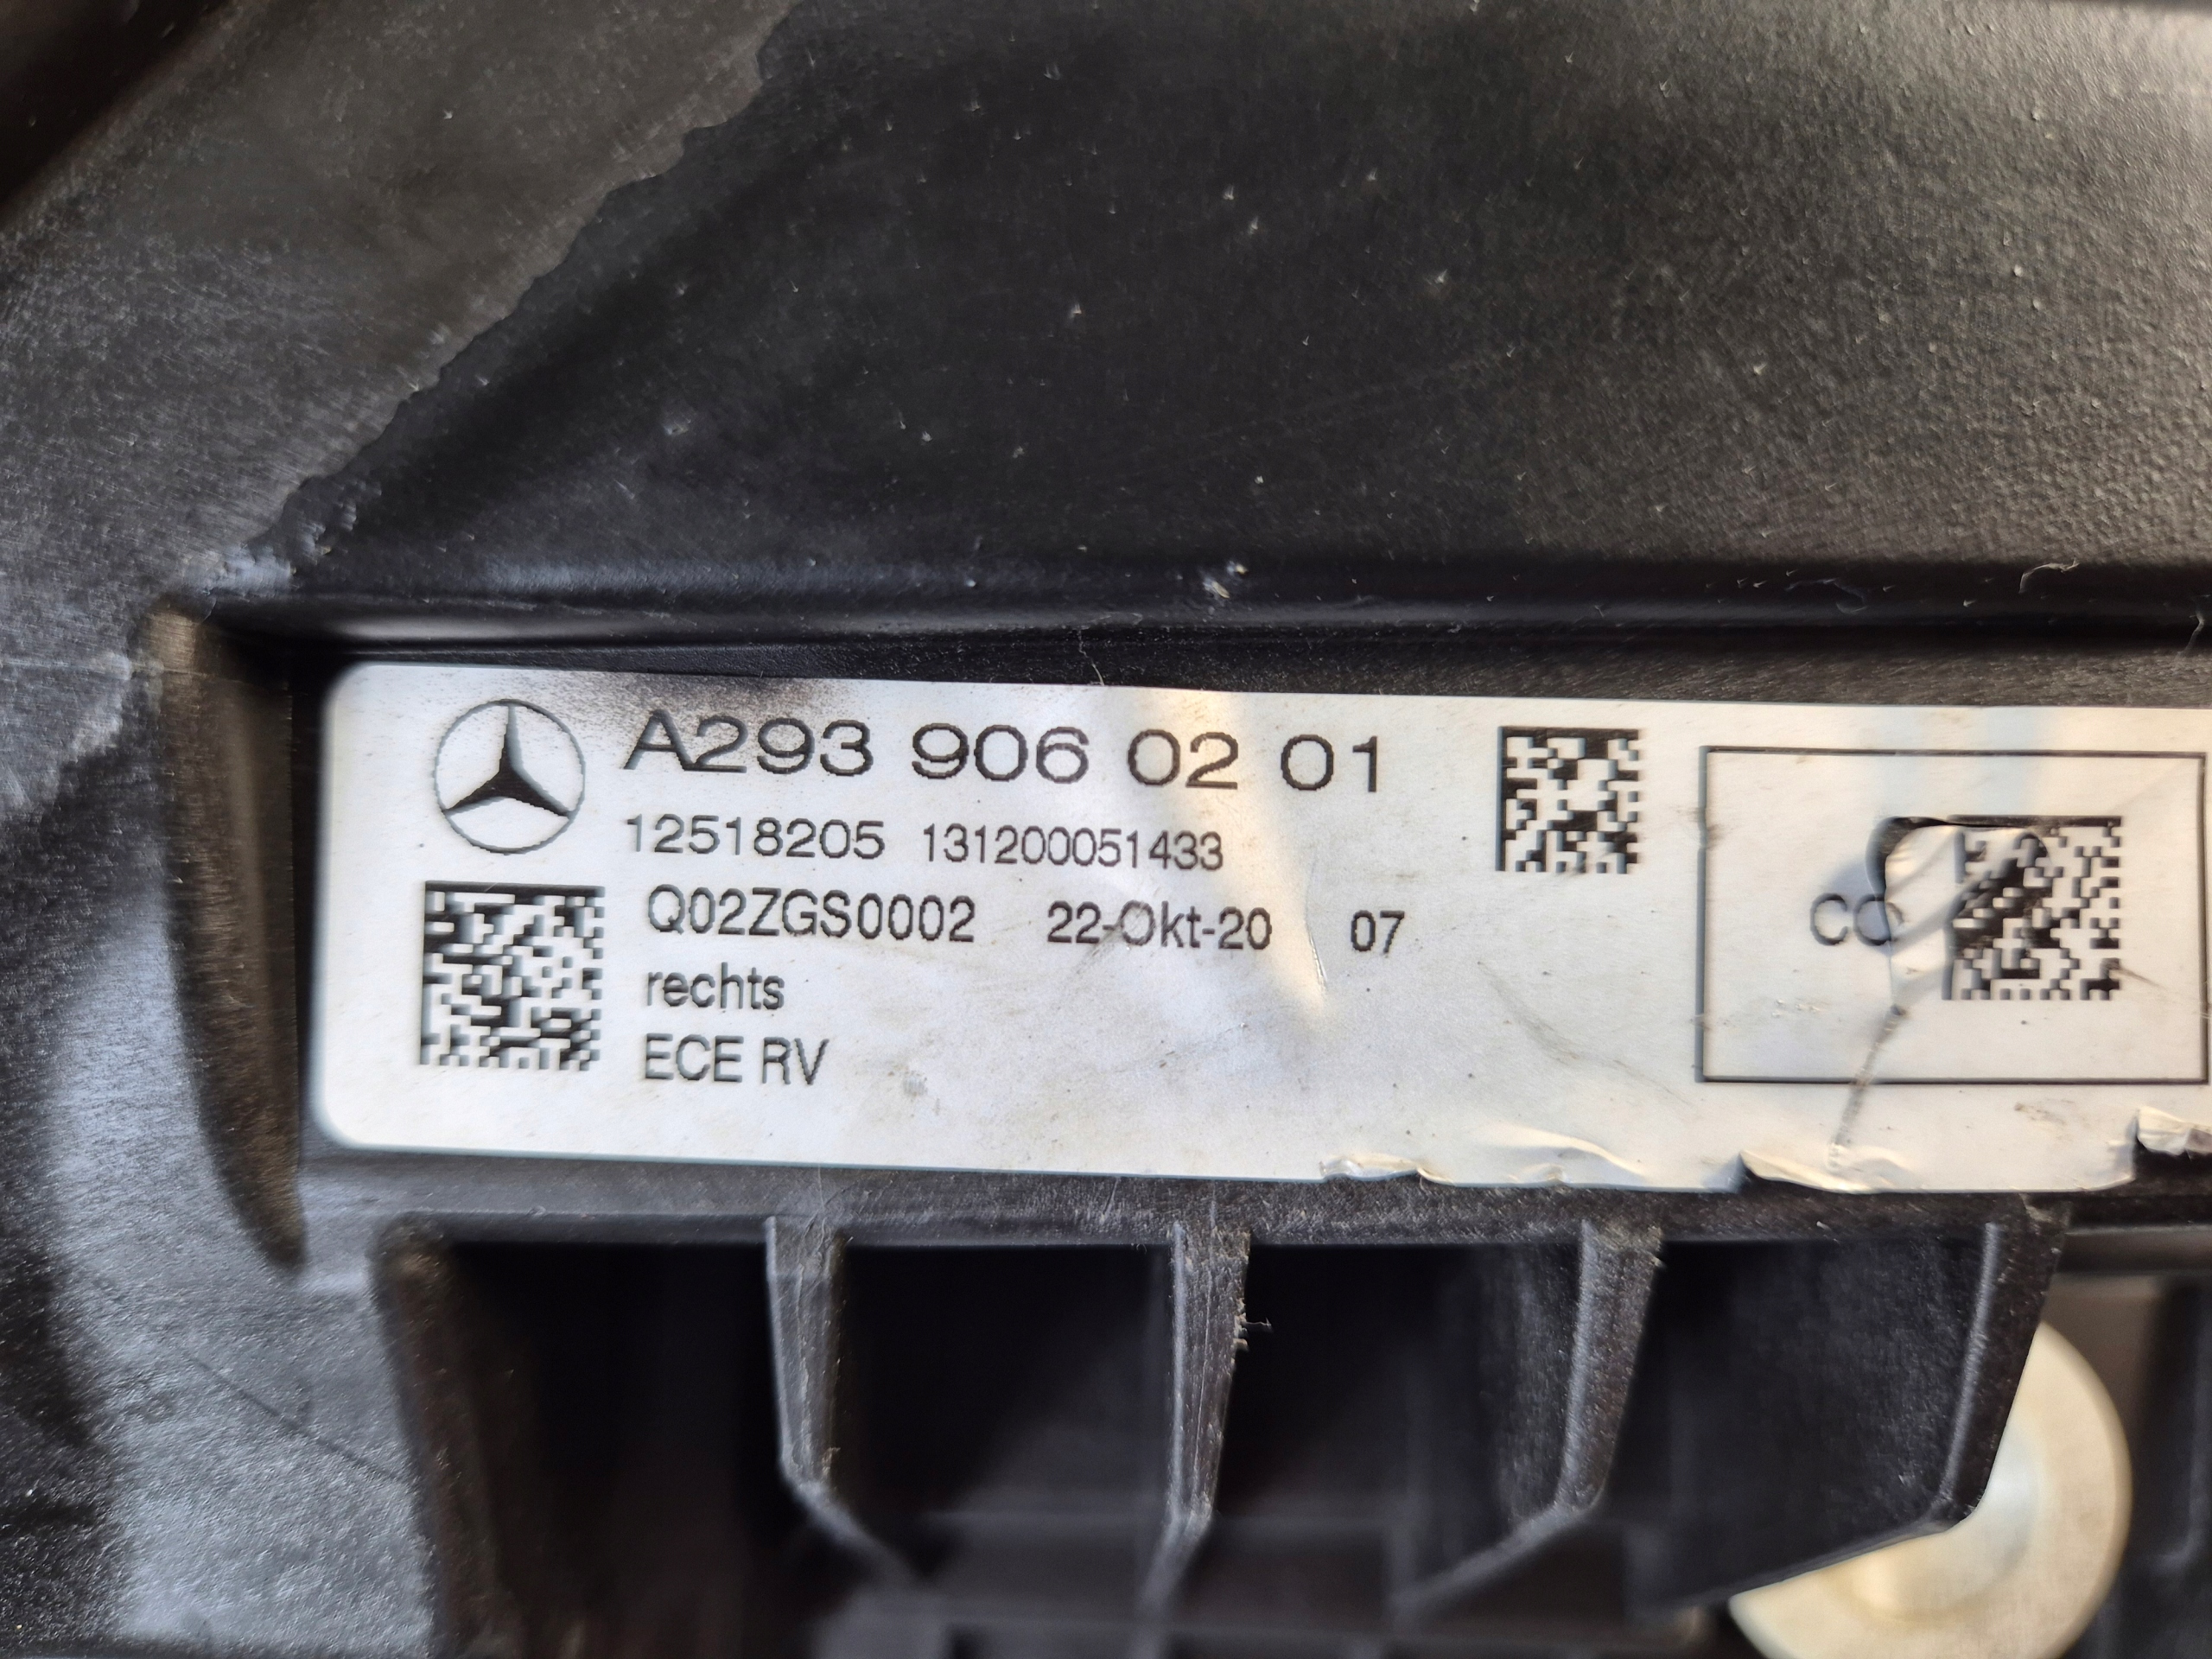 A293 906 02 01
12518205 131200051433
Q02ZGS0002 22-Okt-20 07
rechts
ECE RV